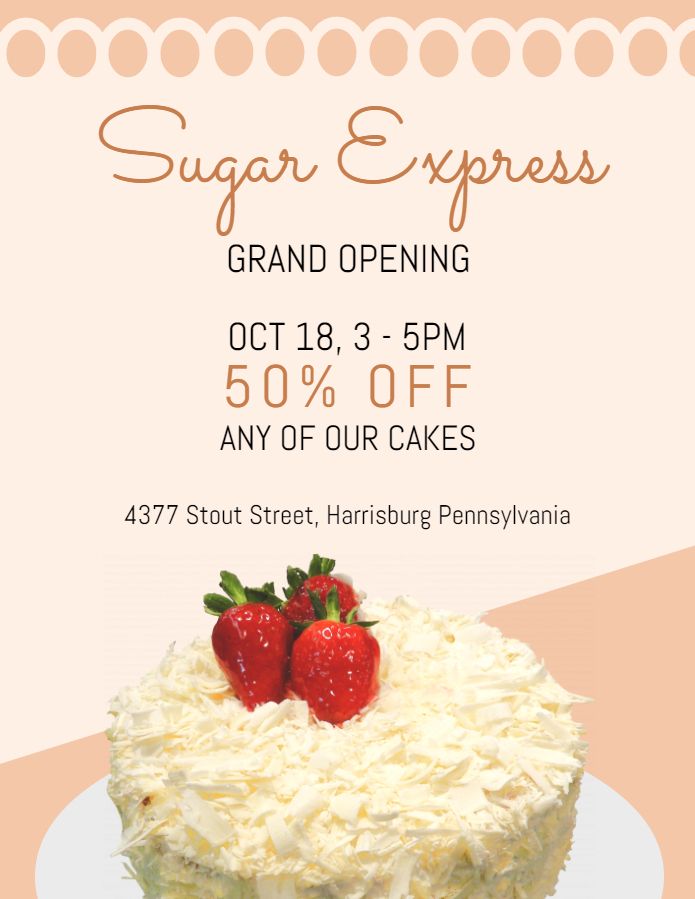 Sugar Express
GRAND OPENING
OCT 18, 3 - 5PM
50% OFF
ANY OF OUR CAKES
4377 Stout Street, Harrisburg Pennsylvania